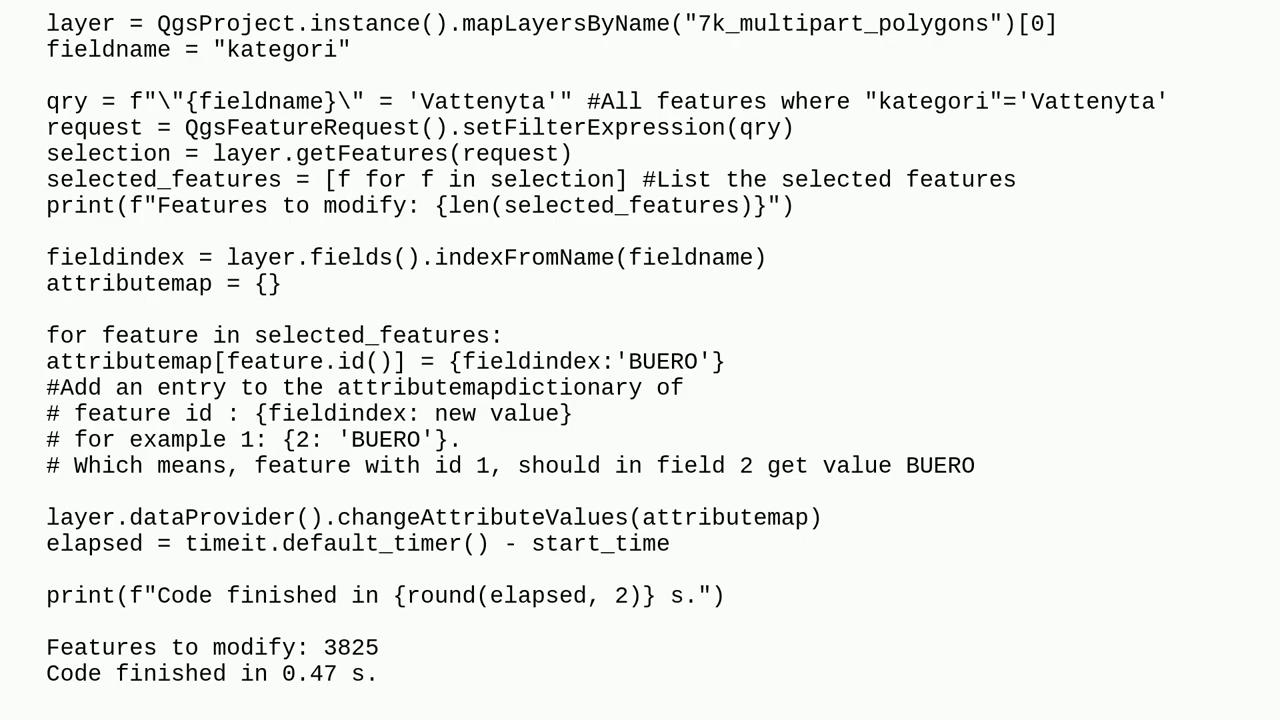 layer = QgsProject.instance().mapLayersByName("7k_multipart_polygons")[0]
fieldname = "kategori"

qry = f"\"{fieldname}\" = 'Vattenyta'" #All features where "kategori"='Vattenyta'
request = QgsFeatureRequest().setFilterExpression(qry)
selection = layer.getFeatures(request)
selected_features = [f for f in selection] #List the selected features
print(f"Features to modify: {len(selected_features)}")

fieldindex = layer.fields().indexFromName(fieldname)
attributemap = {}

for feature in selected_features:
attributemap[feature.id()] = {fieldindex:'BUERO'}
#Add an entry to the attributemapdictionary of
# feature id : {fieldindex: new value}
# for example 1: {2: 'BUERO'}.
# Which means, feature with id 1, should in field 2 get value BUERO

layer.dataProvider().changeAttributeValues(attributemap)
elapsed = timeit.default_timer() - start_time

print(f"Code finished in {round(elapsed, 2)} s.")

Features to modify: 3825
Code finished in 0.47 s.